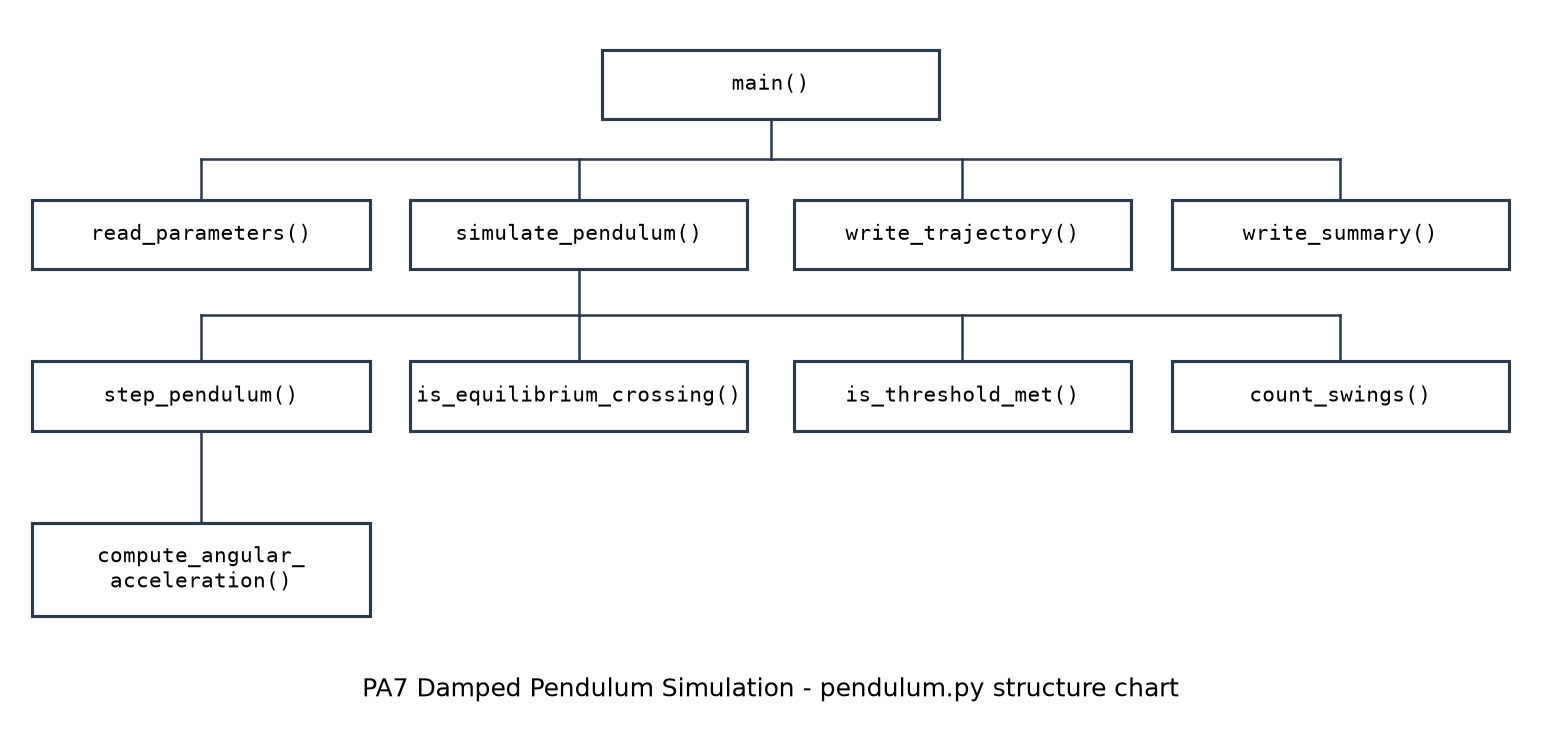 main()
read_parameters()
simulate_pendulum()
write_trajectory()
write_summary()
step_pendulum()
is_equilibrium_crossing()
is_threshold_met()
count_swings()
compute_angular_
acceleration()
PA7 Damped Pendulum Simulation - pendulum.py structure chart